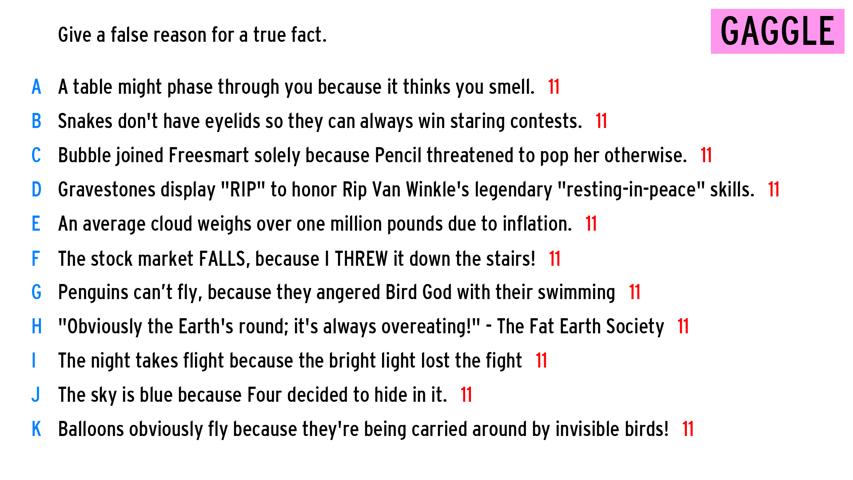 Give a false reason for a true fact.
GAGGLE
A A table might phase through you because it thinks you smell. 11
B Snakes don't have eyelids so they can always win staring contests. 11
C Bubble joined Freesmart solely because Pencil threatened to pop her otherwise. 11
D Gravestones display "RIP" to honor Rip Van Winkle's legendary "resting-in-peace" skills. 11
E An average cloud weighs over one million pounds due to inflation. 11
F The stock market FALLS, because I THREW it down the stairs! 11
G Penguins can’t fly, because they angered Bird God with their swimming 11
H "Obviously the Earth's round; it's always overeating!" - The Fat Earth Society 11
I The night takes flight because the bright light lost the fight 11
J The sky is blue because Four decided to hide in it. 11
K Balloons obviously fly because they're being carried around by invisible birds! 11